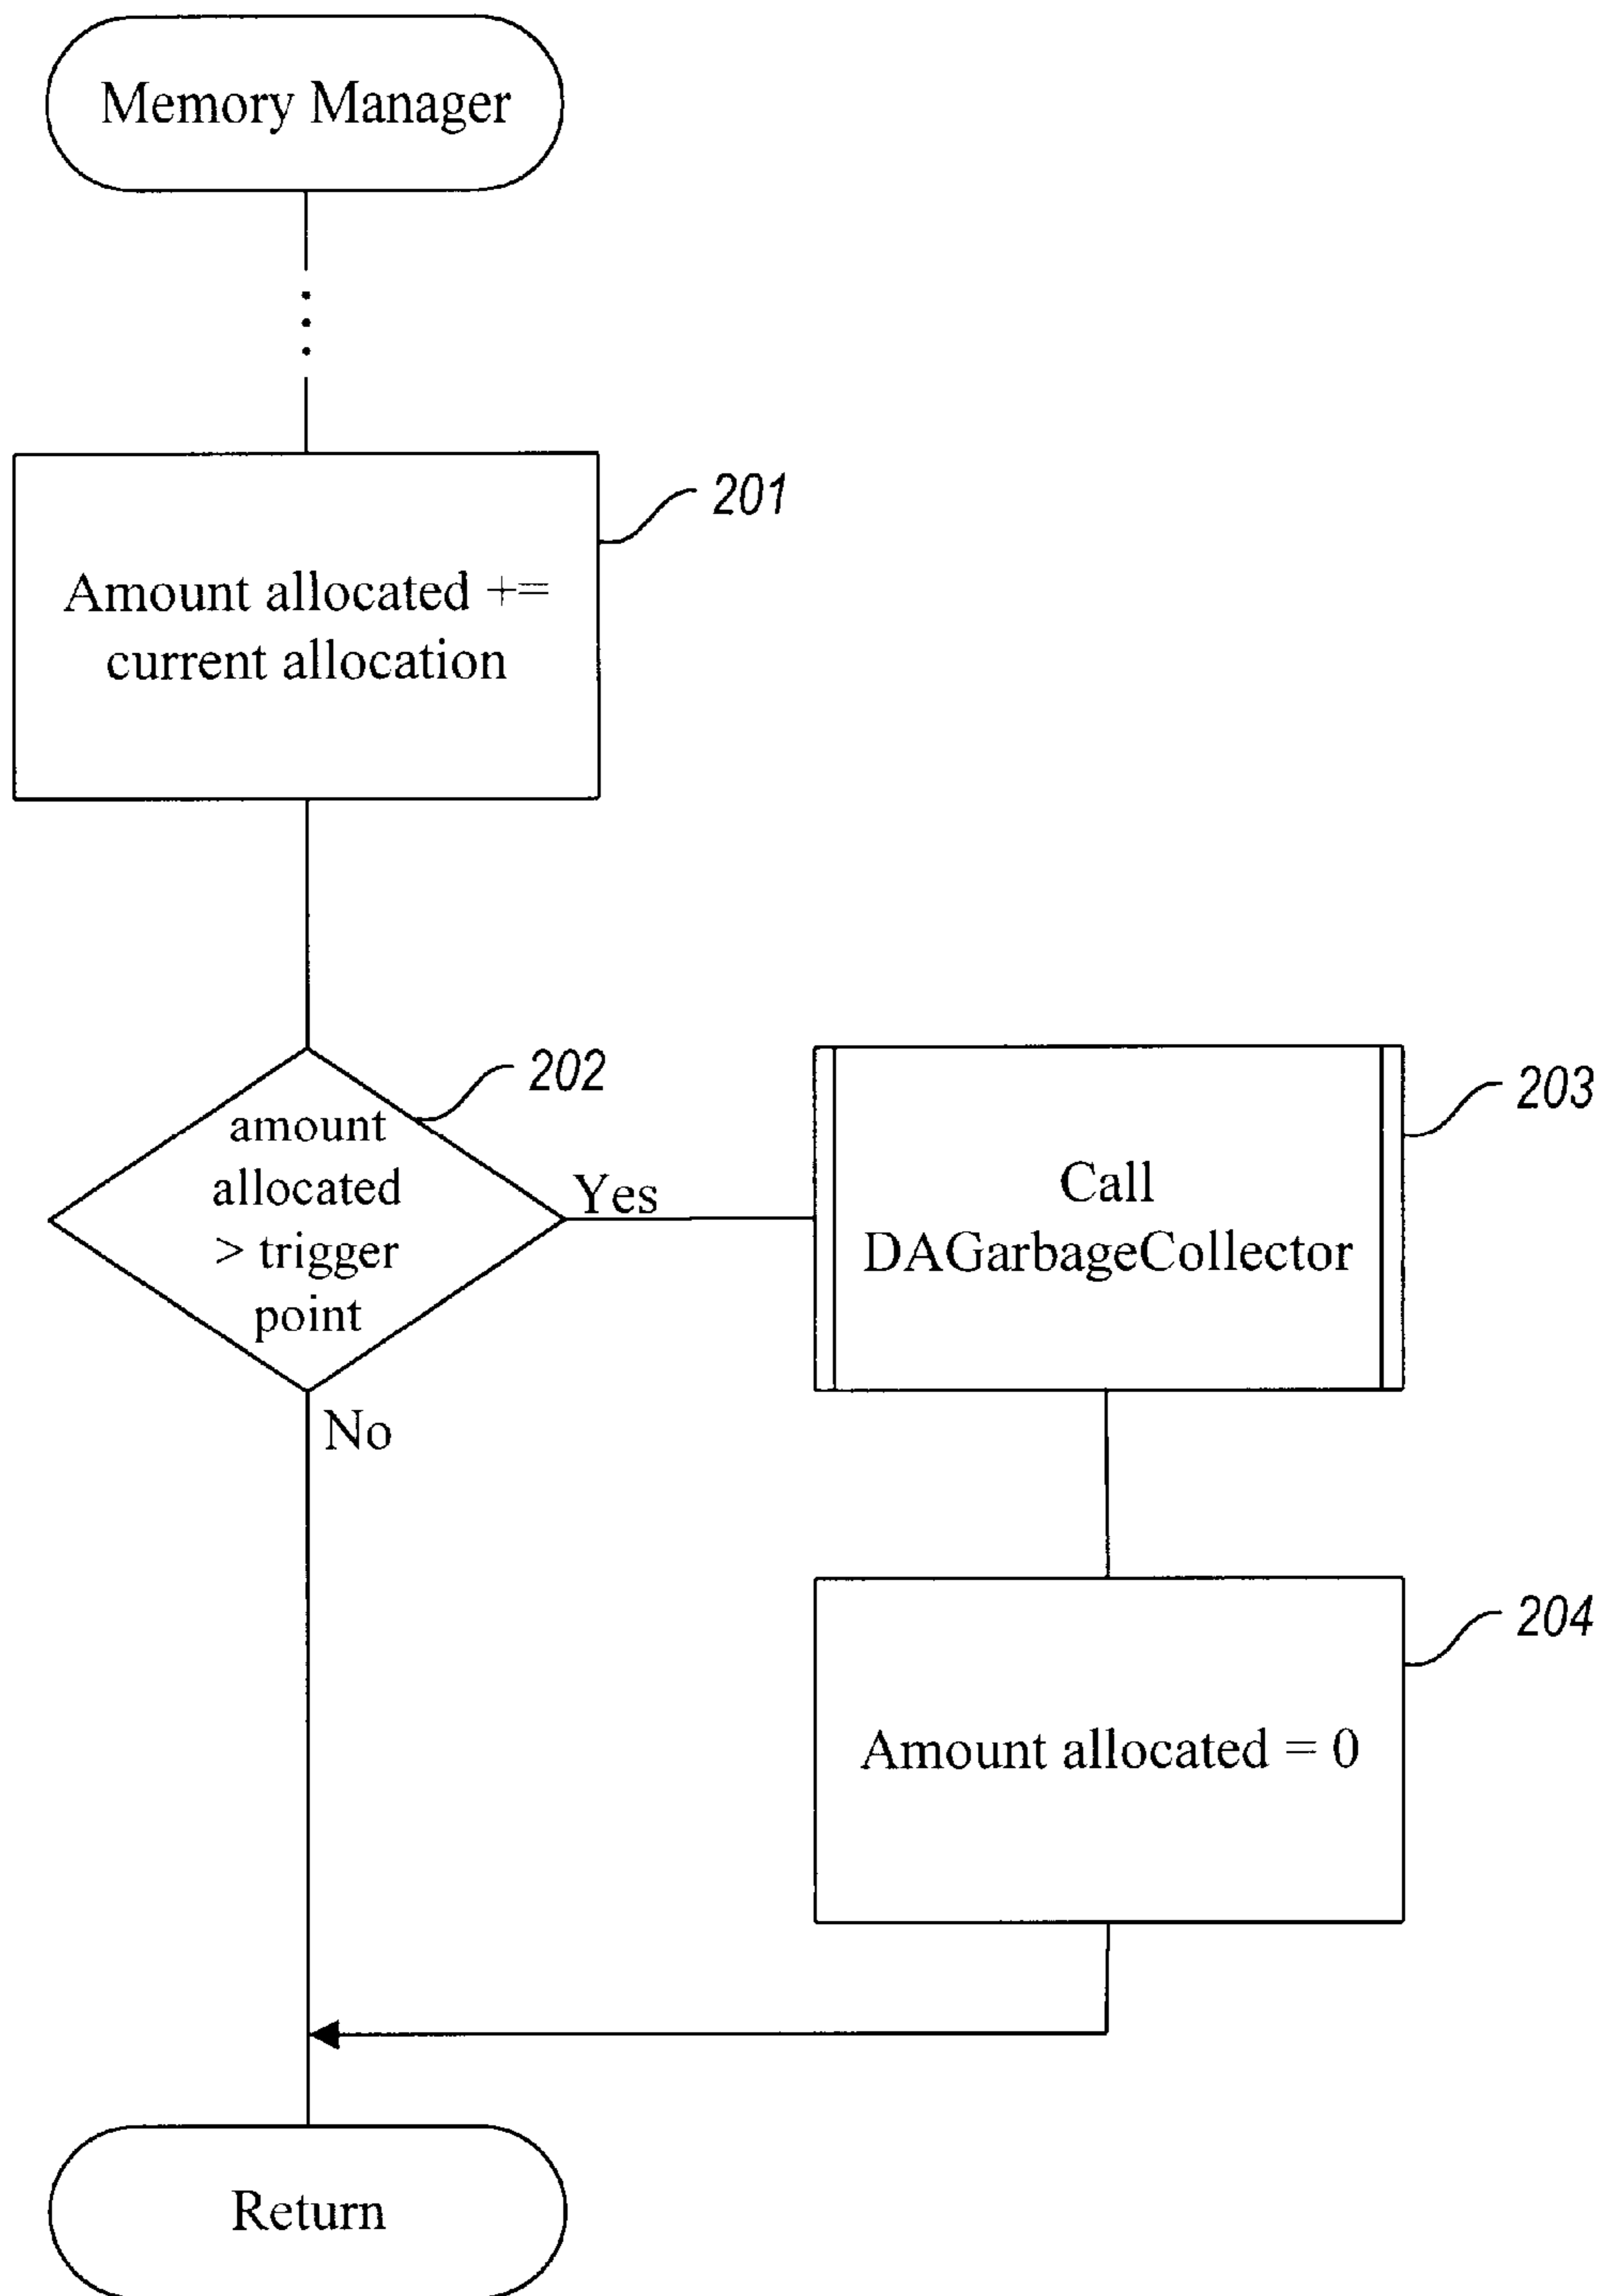 Memory Manager
201
Amount allocated +=
current allocation
202
amount
allocated
> trigger
point
Yes
203
Call
DAGarbageCollector
No
204
Amount allocated = 0
Return